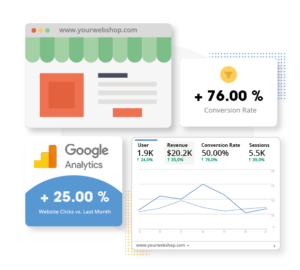 www.yourwebshop.com
+ 76.00 %
Conversion Rate
Google
Analytics
+ 25.00 %
Website Clicks vs. Last Month
User Revenue Conversion Rate Sessions
1.9K $20.2K 50.00% 5.5K
↑ 24,0% ↑ 35,0% ↑ 76,0% ↑ 39,0%
www.yourwebshop.com